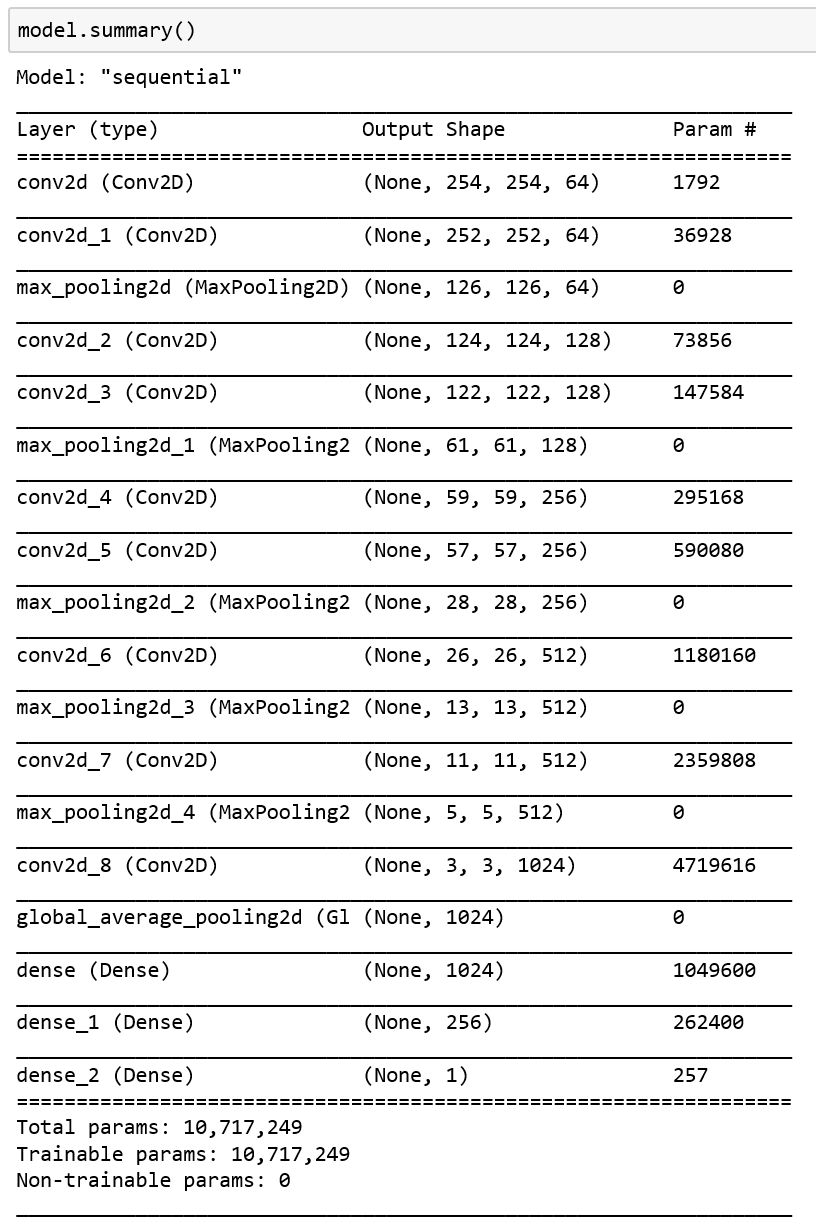 model.summary()
Model: "sequential"
Layer (type) Output Shape Param #
=================================================================
conv2d (Conv2D) (None, 254, 254, 64) 1792
conv2d_1 (Conv2D) (None, 252, 252, 64) 36928
max_pooling2d (MaxPooling2D) (None, 126, 126, 64) 0
conv2d_2 (Conv2D) (None, 124, 124, 128) 73856
conv2d_3 (Conv2D) (None, 122, 122, 128) 147584
max_pooling2d_1 (MaxPooling2 (None, 61, 61, 128) 0
conv2d_4 (Conv2D) (None, 59, 59, 256) 295168
conv2d_5 (Conv2D) (None, 57, 57, 256) 590080
max_pooling2d_2 (MaxPooling2 (None, 28, 28, 256) 0
conv2d_6 (Conv2D) (None, 26, 26, 512) 1180160
max_pooling2d_3 (MaxPooling2 (None, 13, 13, 512) 0
conv2d_7 (Conv2D) (None, 11, 11, 512) 2359808
max_pooling2d_4 (MaxPooling2 (None, 5, 5, 512) 0
conv2d_8 (Conv2D) (None, 3, 3, 1024) 4719616
global_average_pooling2d (Gl (None, 1024) 0
dense (Dense) (None, 1024) 1049600
dense_1 (Dense) (None, 256) 262400
dense_2 (Dense) (None, 1) 257
=================================================================
Total params: 10,717,249
Trainable params: 10,717,249
Non-trainable params: 0